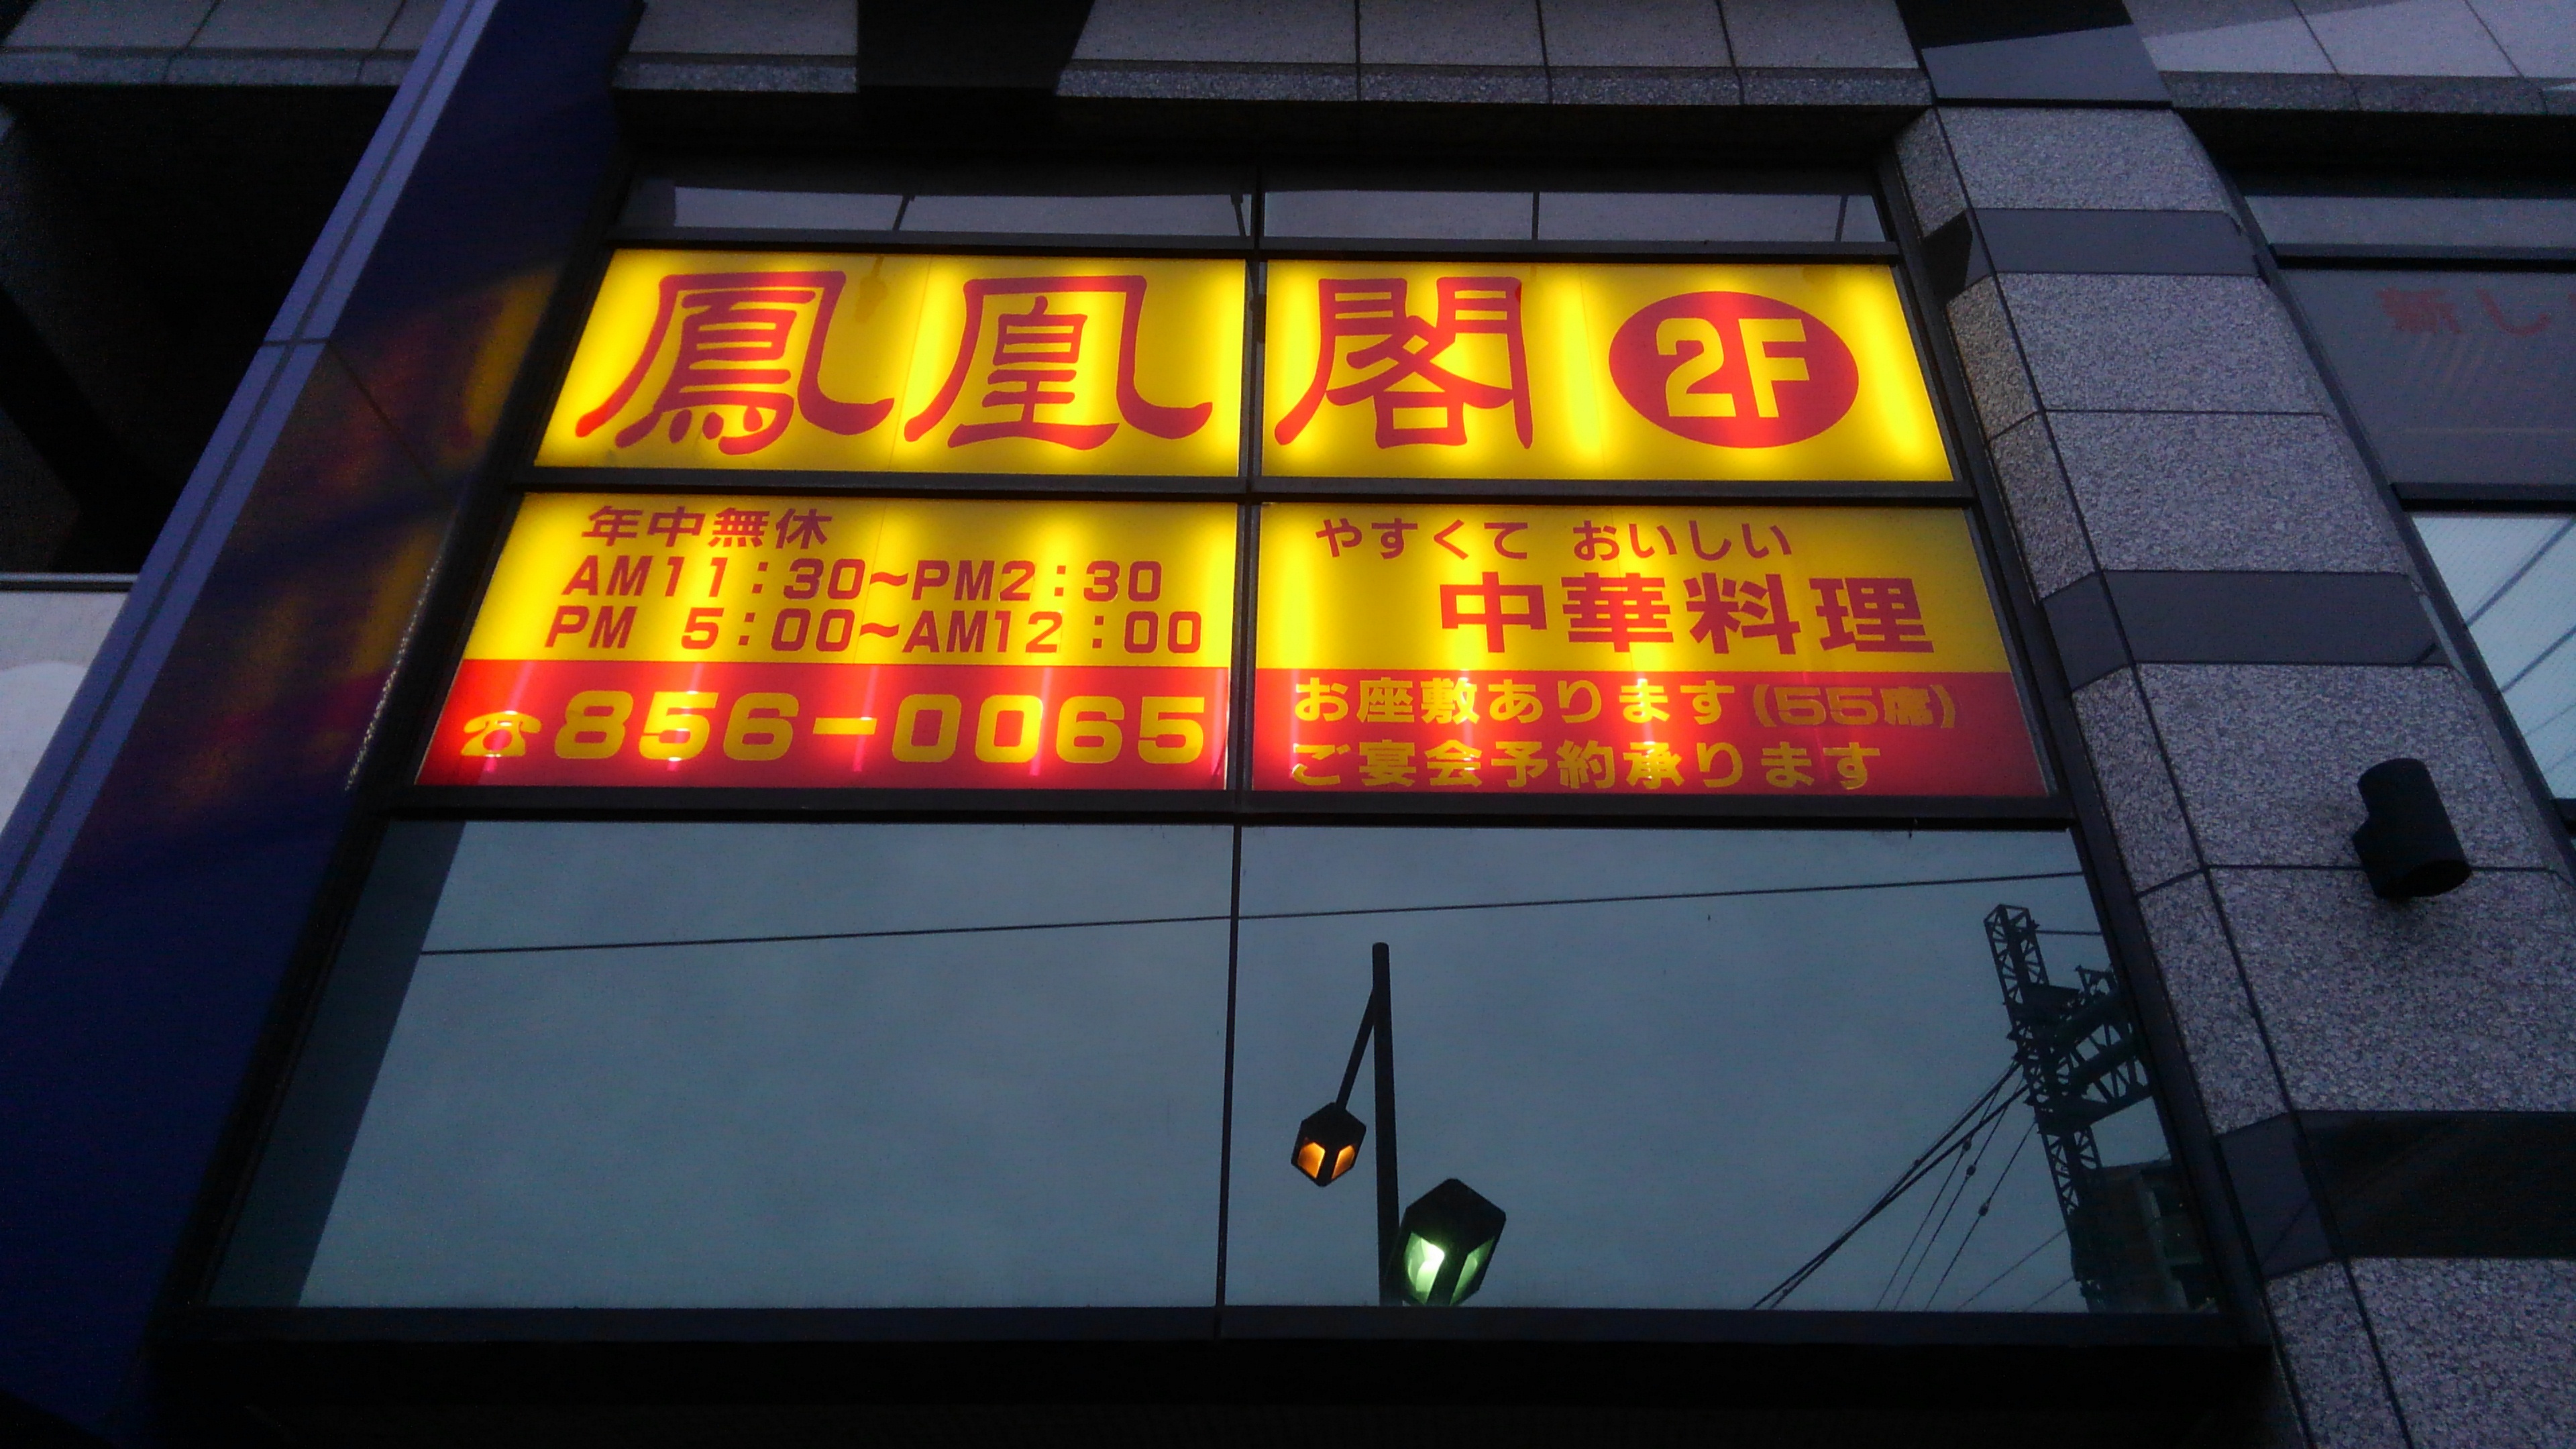 鳳凰閣 2F
年中無休
AM11:30~PM2:30
PM 5:00~AM12:00
☎856-0065
やすくて おいしい
中華料理
お座敷あります(55席)
ご宴会予約承ります
新し